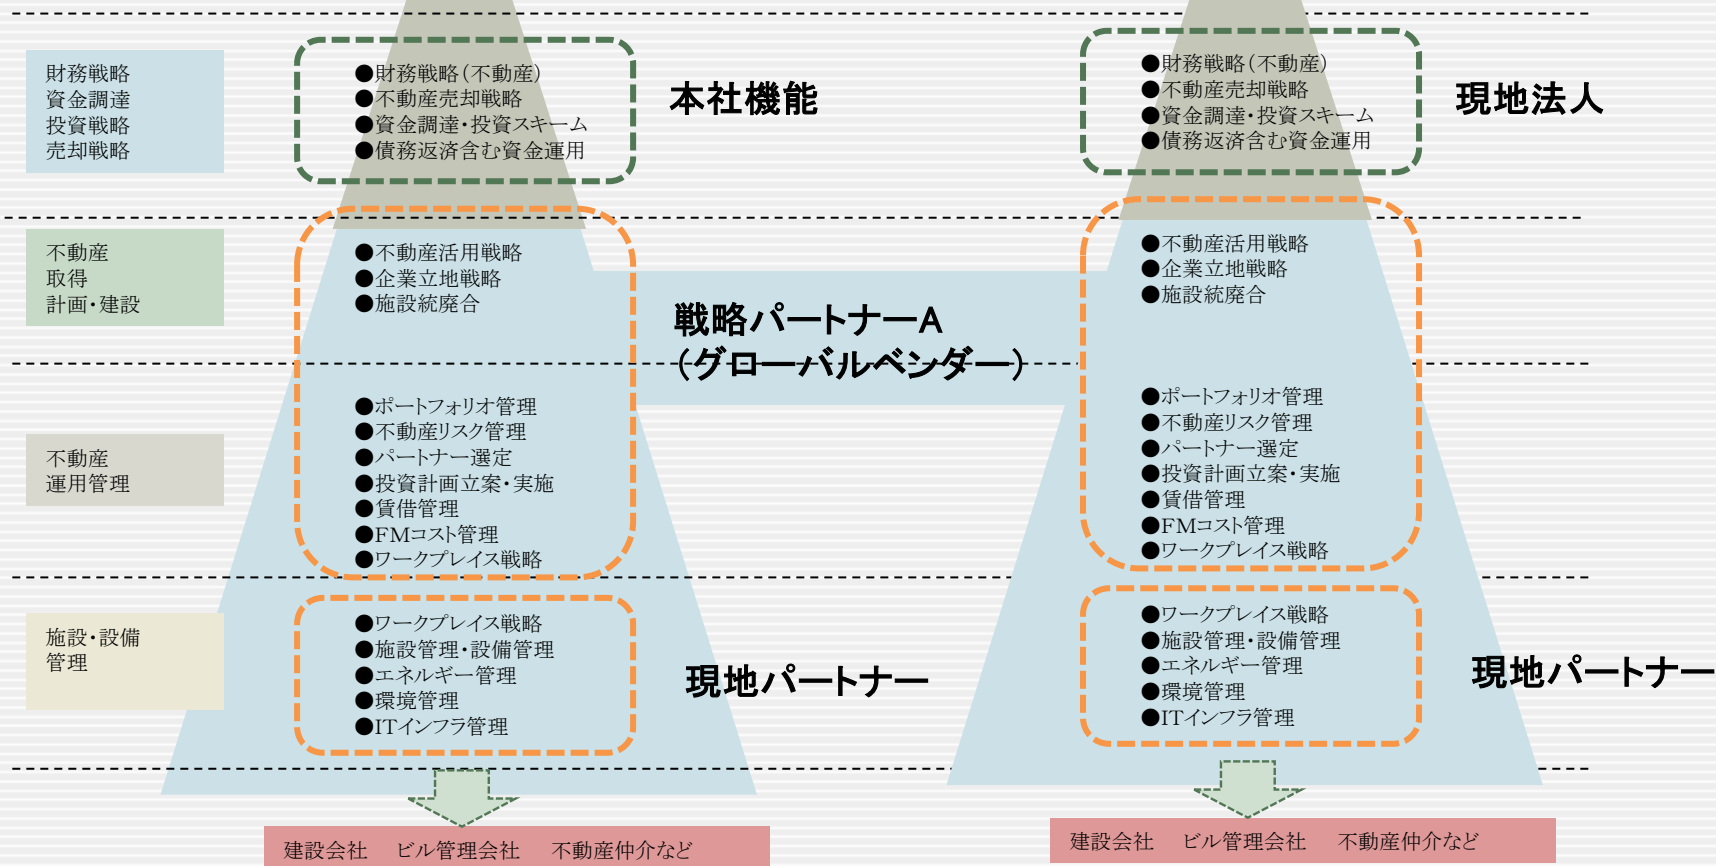 財務戦略
資金調達
投資戦略
売却戦略
●財務戦略（不動産）
●不動産売却戦略
●資金調達・投資スキーム
●債務返済含む資金運用
本社機能
●財務戦略（不動産）
●不動産売却戦略
●資金調達・投資スキーム
●債務返済含む資金運用
現地法人
不動産
取得
計画・建設
●不動産活用戦略
●企業立地戦略
●施設統廃合
戦略パートナーA
（グローバルベンダー）
●不動産活用戦略
●企業立地戦略
●施設統廃合
不動産
運用管理
●ポートフォリオ管理
●不動産リスク管理
●パートナー選定
●投資計画立案・実施
●賃借管理
●FMコスト管理
●ワークプレイス戦略
●ポートフォリオ管理
●不動産リスク管理
●パートナー選定
●投資計画立案・実施
●賃借管理
●FMコスト管理
●ワークプレイス戦略
施設・設備
管理
●ワークプレイス戦略
●施設管理・設備管理
●エネルギー管理
●環境管理
●ITインフラ管理
現地パートナー
●ワークプレイス戦略
●施設管理・設備管理
●エネルギー管理
●環境管理
●ITインフラ管理
現地パートナー
建設会社　ビル管理会社　不動産仲介など
建設会社　ビル管理会社　不動産仲介など